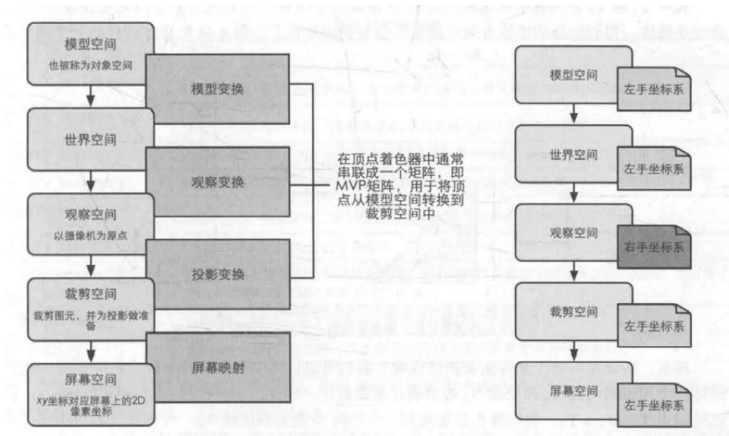 模型空间
也被称为对象空间
模型变换
世界空间
观察变换
观察空间
以摄像机为原点
投影变换
裁剪空间
裁剪图元、并为投影做准
备
屏幕映射
屏幕空间
xy坐标对应屏幕上的2D
像素坐标
在顶点着色器中通常
串联成一个矩阵，即
MVP矩阵，用于将顶
点从模型空间转换到
裁剪空间中
模型空间
左手坐标系
世界空间
左手坐标系
观察空间
右手坐标系
裁剪空间
左手坐标系
屏幕空间
左手坐标系